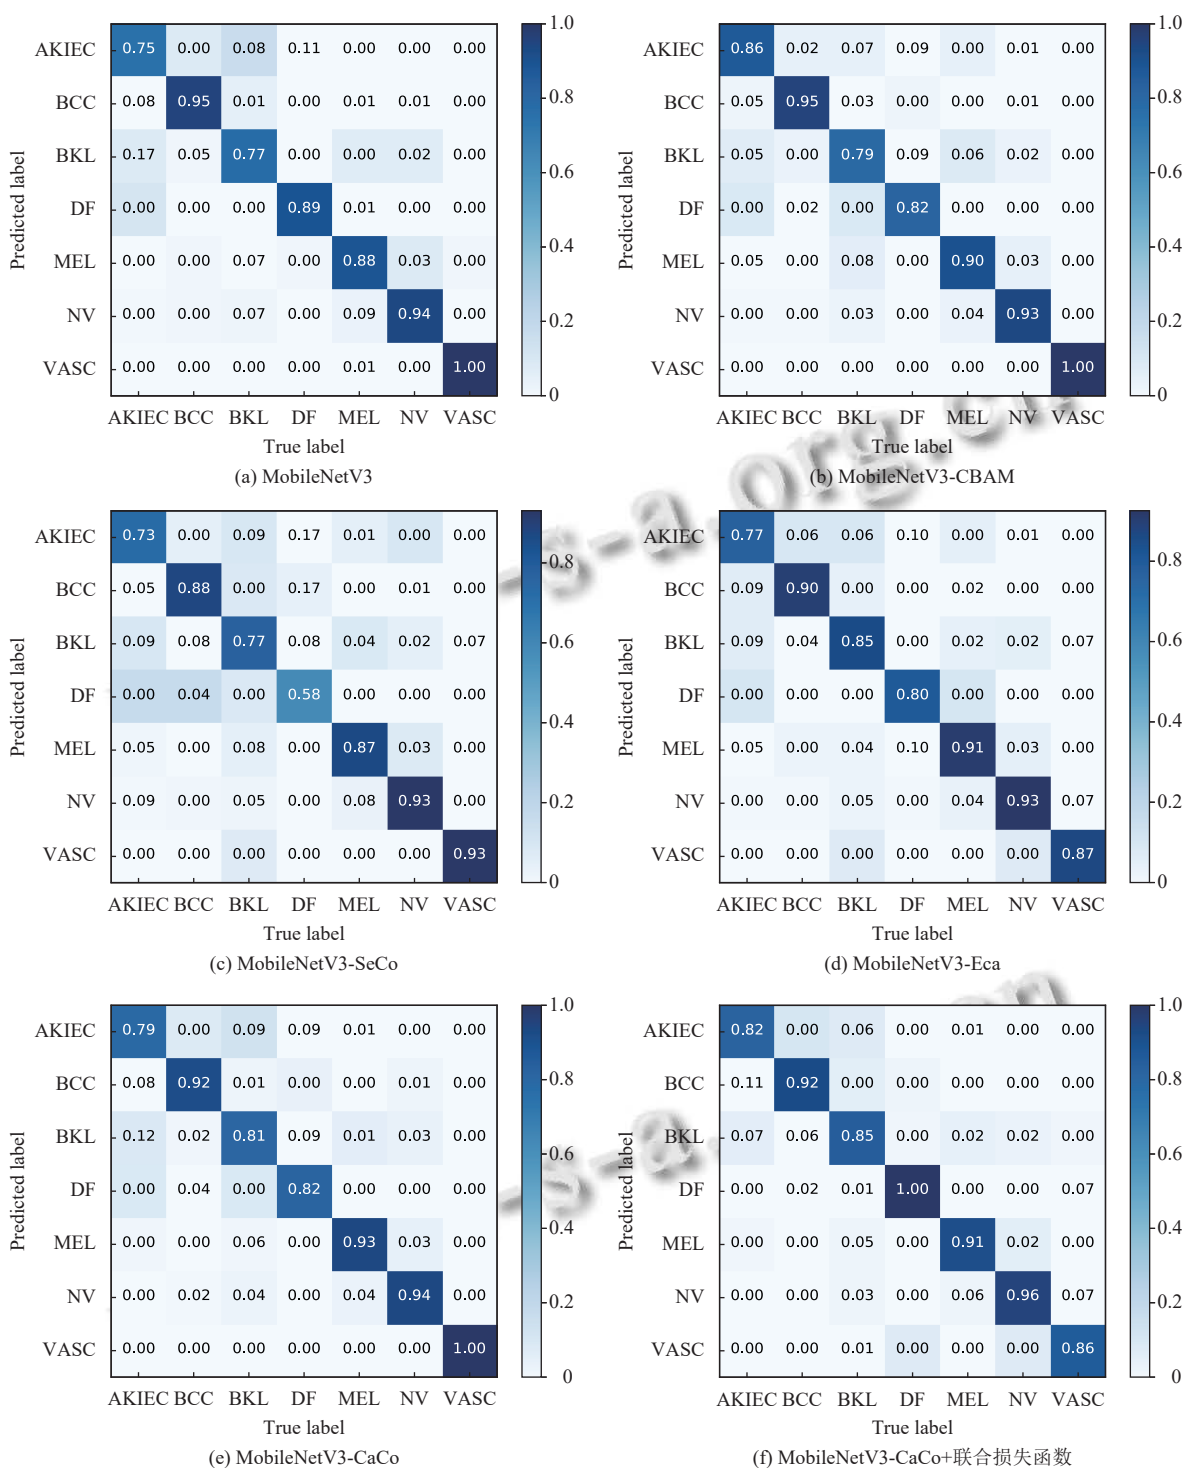 AKIEC 0.75 0.00 0.08 0.11 0.00 0.00 0.00
BCC 0.08 0.95 0.01 0.00 0.01 0.01 0.00
BKL 0.17 0.05 0.77 0.00 0.00 0.02 0.00
DF 0.00 0.00 0.00 0.89 0.01 0.00 0.00
MEL 0.00 0.00 0.07 0.00 0.88 0.03 0.00
NV 0.00 0.00 0.07 0.00 0.09 0.94 0.00
VASC 0.00 0.00 0.00 0.00 0.01 0.00 1.00
AKIEC BCC BKL DF MEL NV VASC
Predicted label
True label
1.0
0.8
0.6
0.4
0.2
0
(a) MobileNetV3
AKIEC 0.86 0.02 0.07 0.09 0.00 0.01 0.00
BCC 0.05 0.95 0.03 0.00 0.00 0.01 0.00
BKL 0.05 0.00 0.79 0.09 0.06 0.02 0.00
DF 0.00 0.02 0.00 0.82 0.00 0.00 0.00
MEL 0.05 0.00 0.08 0.00 0.90 0.03 0.00
NV 0.00 0.00 0.03 0.00 0.04 0.93 0.00
VASC 0.00 0.00 0.00 0.00 0.00 0.00 1.00
AKIEC BCC BKL DF MEL NV VASC
Predicted label
True label
1.0
0.8
0.6
0.4
0.2
0
(b) MobileNetV3-CBAM
AKIEC 0.73 0.00 0.09 0.17 0.01 0.00 0.00
BCC 0.05 0.88 0.00 0.17 0.00 0.01 0.00
BKL 0.09 0.08 0.77 0.08 0.04 0.02 0.07
DF 0.00 0.04 0.00 0.58 0.00 0.00 0.00
MEL 0.05 0.00 0.08 0.00 0.87 0.03 0.00
NV 0.09 0.00 0.05 0.00 0.08 0.93 0.00
VASC 0.00 0.00 0.00 0.00 0.00 0.00 0.93
AKIEC BCC BKL DF MEL NV VASC
Predicted label
True label
0.8
0.6
0.4
0.2
0
(c) MobileNetV3-SeCo
AKIEC 0.77 0.06 0.06 0.10 0.00 0.01 0.00
BCC 0.09 0.90 0.00 0.00 0.02 0.00 0.00
BKL 0.09 0.04 0.85 0.00 0.02 0.02 0.07
DF 0.00 0.00 0.00 0.80 0.00 0.00 0.00
MEL 0.05 0.00 0.04 0.10 0.91 0.03 0.00
NV 0.00 0.00 0.05 0.00 0.04 0.93 0.07
VASC 0.00 0.00 0.00 0.00 0.00 0.00 0.87
AKIEC BCC BKL DF MEL NV VASC
Predicted label
True label
0.8
0.6
0.4
0.2
0
(d) MobileNetV3-Eca
AKIEC 0.79 0.00 0.09 0.09 0.01 0.00 0.00
BCC 0.08 0.92 0.01 0.00 0.00 0.01 0.00
BKL 0.12 0.02 0.81 0.09 0.01 0.03 0.00
DF 0.00 0.04 0.00 0.82 0.00 0.00 0.00
MEL 0.00 0.00 0.06 0.00 0.93 0.03 0.00
NV 0.00 0.02 0.04 0.00 0.04 0.94 0.00
VASC 0.00 0.00 0.00 0.00 0.00 0.00 1.00
AKIEC BCC BKL DF MEL NV VASC
Predicted label
True label
1.0
0.8
0.6
0.4
0.2
0
(e) MobileNetV3-CaCo
AKIEC 0.82 0.00 0.06 0.00 0.01 0.00 0.00
BCC 0.11 0.92 0.00 0.00 0.00 0.00 0.00
BKL 0.07 0.06 0.85 0.00 0.02 0.02 0.00
DF 0.00 0.02 0.01 1.00 0.00 0.00 0.07
MEL 0.00 0.00 0.05 0.00 0.91 0.02 0.00
NV 0.00 0.00 0.03 0.00 0.06 0.96 0.07
VASC 0.00 0.00 0.01 0.00 0.00 0.00 0.86
AKIEC BCC BKL DF MEL NV VASC
Predicted label
True label
1.0
0.8
0.6
0.4
0.2
0
(f) MobileNetV3-CaCo+联合损失函数